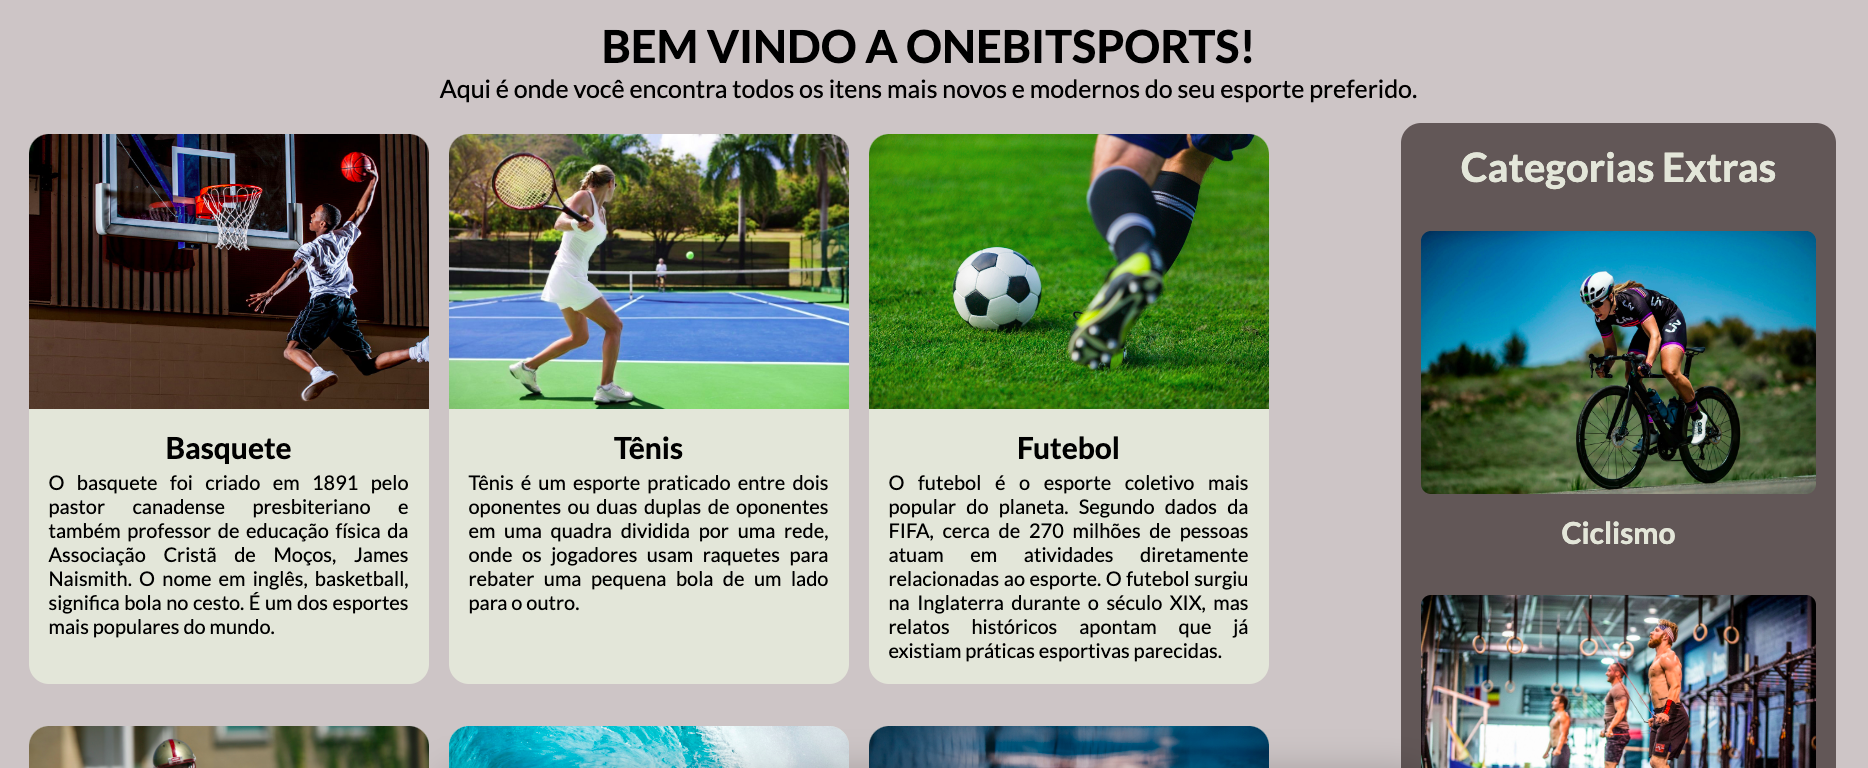 BEM VINDO A ONEBITSPORTS!
Aqui é onde você encontra todos os itens mais novos e modernos do seu esporte preferido.
Basquete
O basquete foi criado em 1891 pelo
pastor canadense presbiteriano e
também professor de educação física da
Associação Cristã de Moços, James
Naismith. O nome em inglês, basketball,
significa bola no cesto. É um dos esportes
mais populares do mundo.
Tênis
Tênis é um esporte praticado entre dois
oponentes ou duas duplas de oponentes
em uma quadra dividida por uma rede,
onde os jogadores usam raquetes para
rebater uma pequena bola de um lado
para o outro.
Futebol
O futebol é o esporte coletivo mais
popular do planeta. Segundo dados da
FIFA, cerca de 270 milhões de pessoas
atuam em atividades diretamente
relacionadas ao esporte. O futebol surgiu
na Inglaterra durante o século XIX, mas
relatos históricos apontam que já
existiam práticas esportivas parecidas.
Categorias Extras
Ciclismo